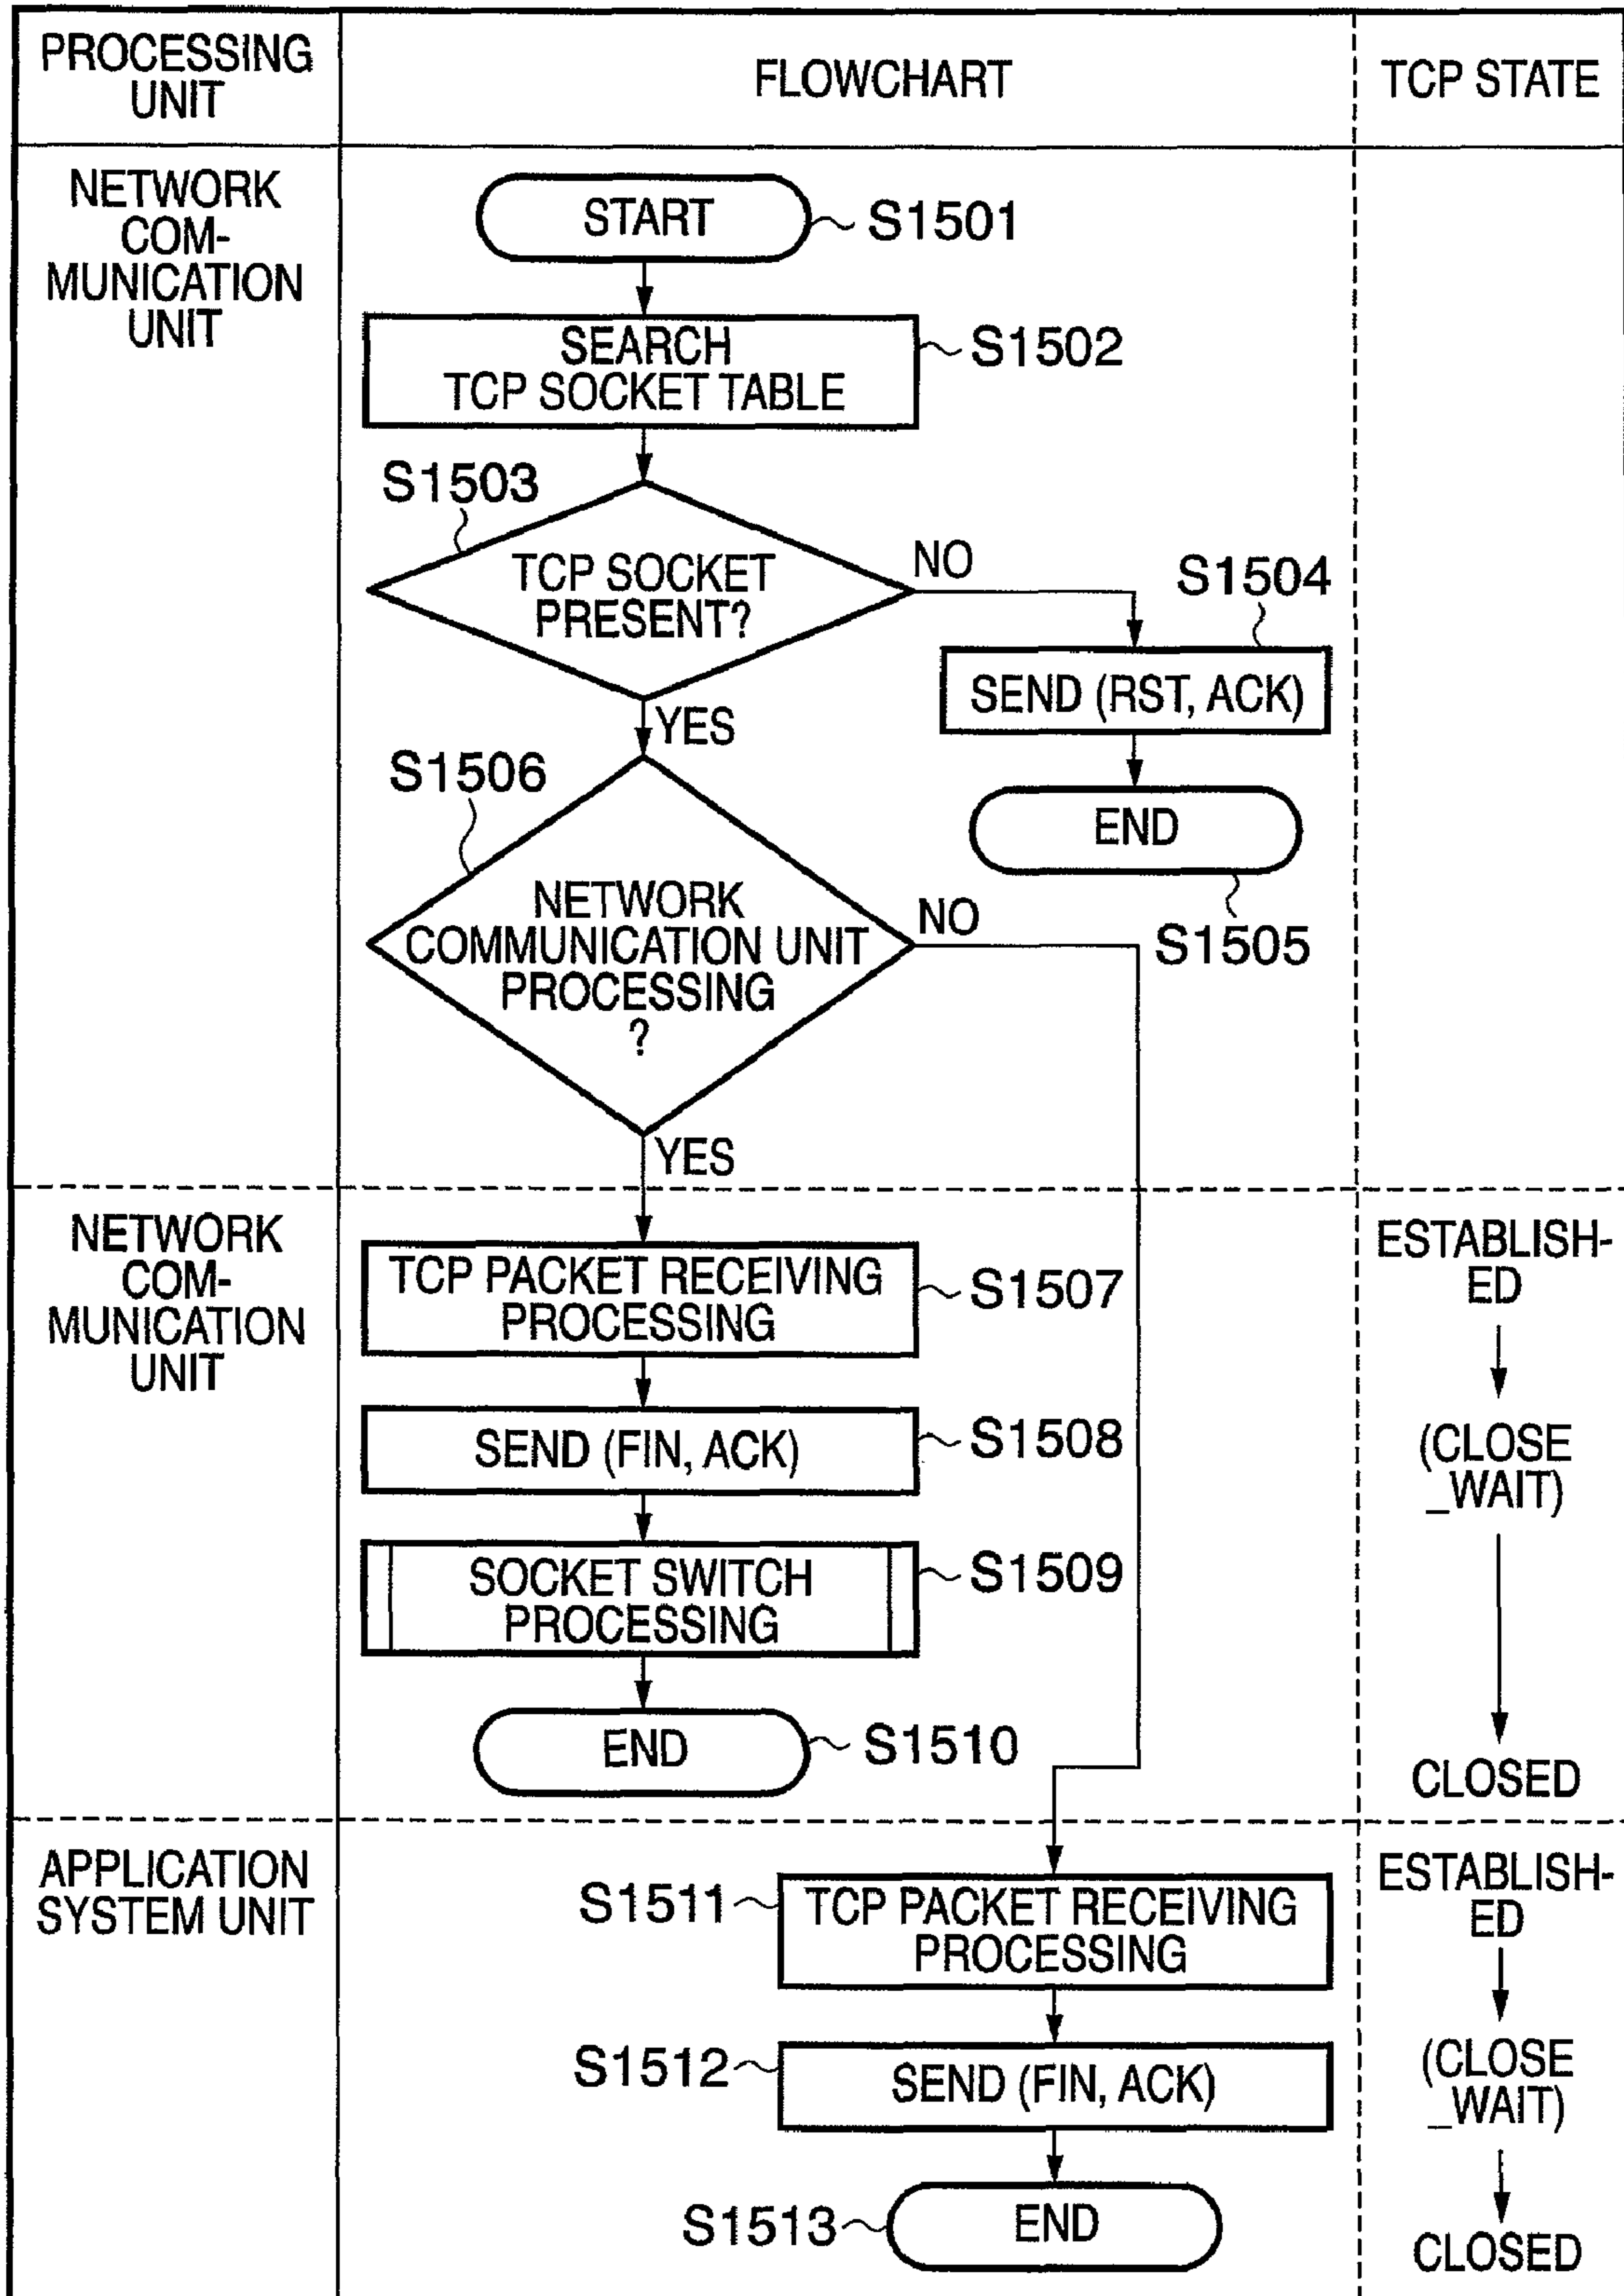 PROCESSING
UNIT
FLOWCHART
TCP STATE
NETWORK
COM-
MUNICATION
UNIT
START
S1501
SEARCH
TCP SOCKET TABLE
S1502
S1503
TCP SOCKET
PRESENT?
NO
S1504
SEND (RST, ACK)
YES
END
S1505
S1506
NETWORK
COMMUNICATION UNIT
PROCESSING
?
NO
YES
NETWORK
COM-
MUNICATION
UNIT
TCP PACKET RECEIVING
PROCESSING
S1507
SEND (FIN, ACK)
S1508
SOCKET SWITCH
PROCESSING
S1509
END
S1510
ESTABLISH-
ED
(CLOSE
_WAIT)
CLOSED
APPLICATION
SYSTEM UNIT
S1511
TCP PACKET RECEIVING
PROCESSING
S1512
SEND (FIN, ACK)
S1513
END
ESTABLISH-
ED
(CLOSE
_WAIT)
CLOSED